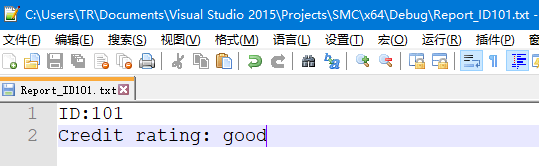 C:\Users\TR\Documents\Visual Studio 2015\Projects\SMC\x64\Debug\Report_ID101.txt -
文件(F) 编辑(E) 搜索(S) 视图(V) 格式(M) 语言(L) 设置(T) 宏(O) 运行(R) 插件(P)
Report_ID101.txt
1 ID:101
2 Credit rating: good